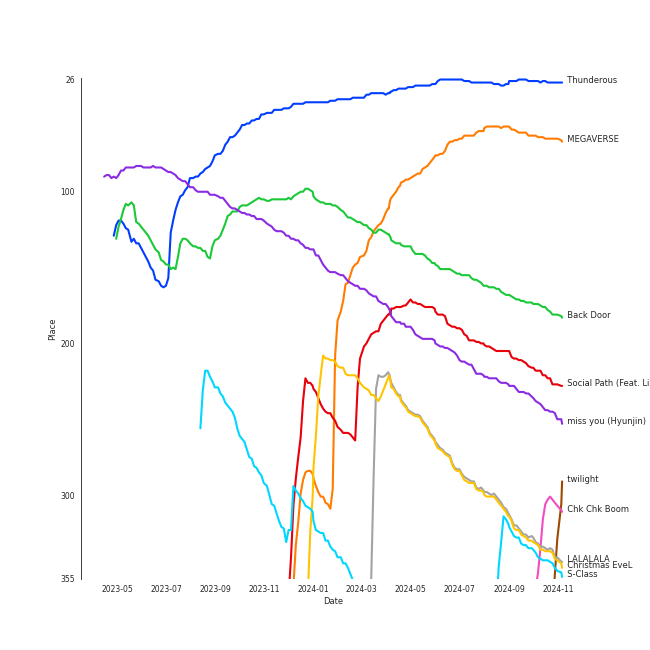 26
Thunderous
MEGAVERSE
100
Back Door
Place
200
Social Path (Feat. Li
miss you (Hyunjin)
twilight
300
Chk Chk Boom
LALALALA
Christmas EveL
S-Class
355
2023-05 2023-07 2023-09 2023-11 2024-01 2024-03 2024-05 2024-07 2024-09 2024-11
Date